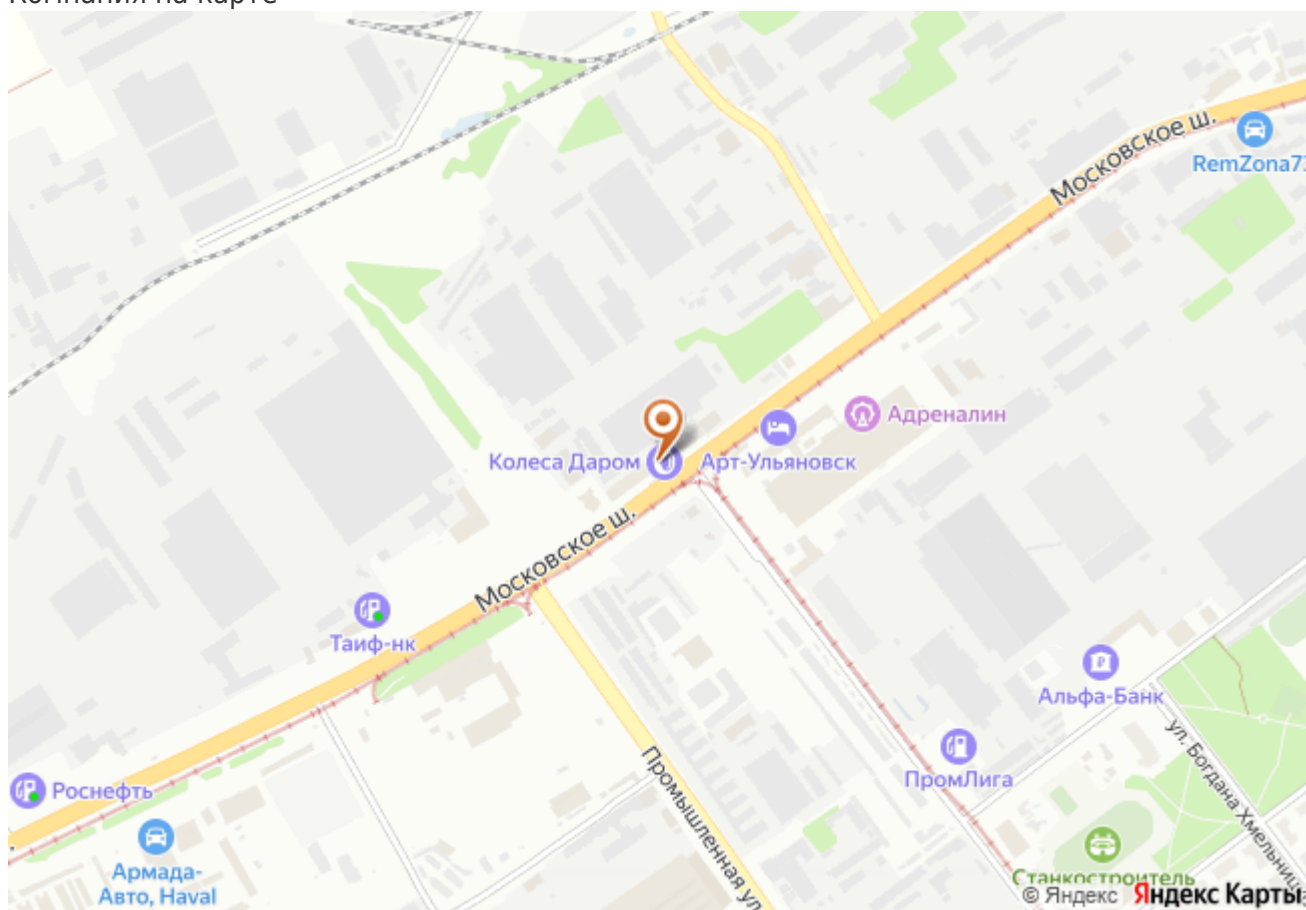 Компания на карте
Московское ш.
RemZona73
Адреналин
Колеса Даром
Арт-Ульяновск
Московское ш.
Таиф-нк
Альфа-Банк
ул. Богдана Хмельниц
ПромЛига
Роснефть
Промышленная ул.
Армада-
Авто, Haval
Станкостроитель
© Яндекс Яндекс Карты